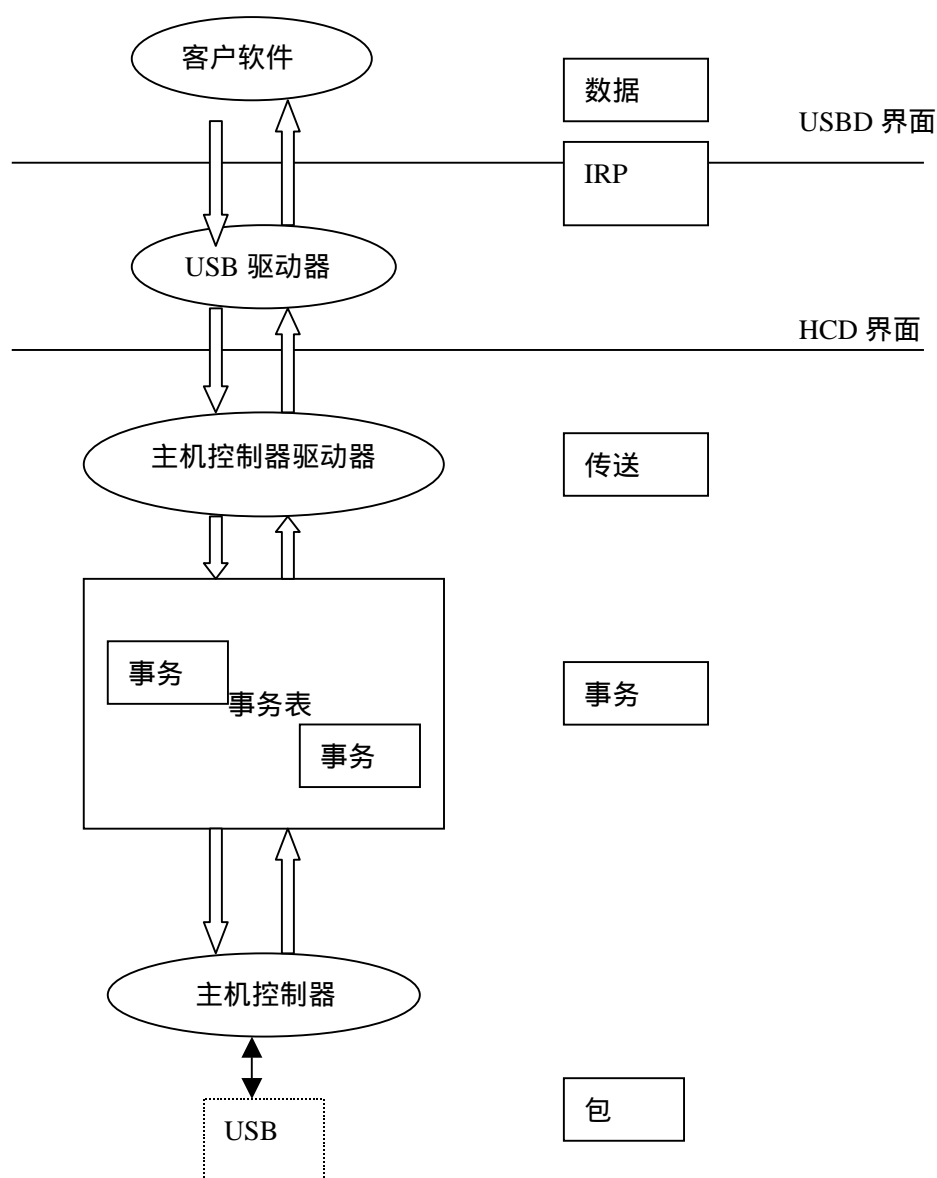 客户软件
数据
USBD 界面
IRP
USB 驱动器
HCD 界面
主机控制器驱动器
传送
事务
事务表
事务
事务
主机控制器
包
USB